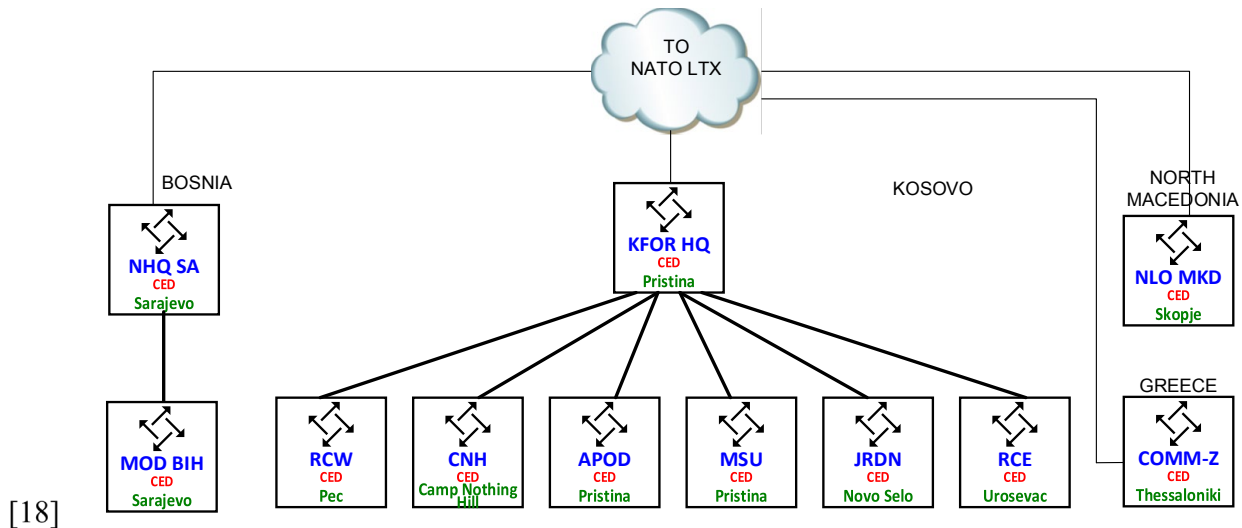 TO
NATO LTX
BOSNIA
KOSOVO
NORTH
MACEDONIA
NHQ SA
CED
Sarajevo
KFOR HQ
CED
Pristina
NLO MKD
CED
Skopje
GREECE
MOD BIH
CED
Sarajevo
RCW
CED
Pec
CNH
CED
Camp Nothing
Hill
APOD
CED
Pristina
MSU
CED
Pristina
JRDN
CED
Novo Selo
RCE
CED
Urosevac
COMM-Z
CED
Thessaloniki
[18]